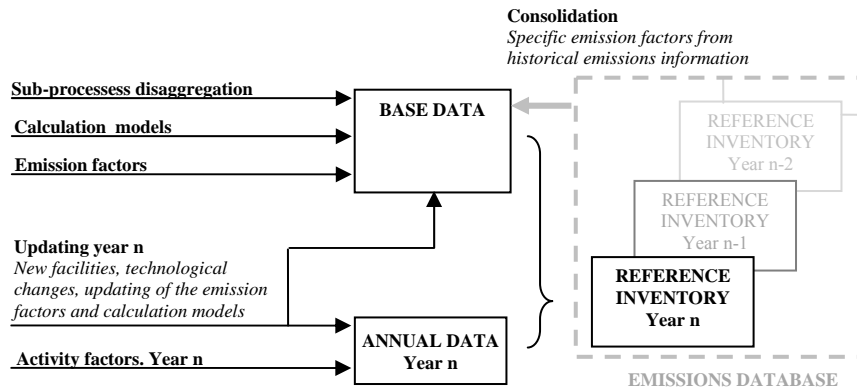 Consolidation
Specific emission factors from
historical emissions information
Sub-processess disaggregation
Calculation models
Emission factors
BASE DATA
REFERENCE
INVENTORY
Year n-2
REFERENCE
INVENTORY
Year n-1
REFERENCE
INVENTORY
Year n
Updating year n
New facilities, technological
changes, updating of the emission
factors and calculation models
Activity factors. Year n
ANNUAL DATA
Year n
EMISSIONS DATABASE